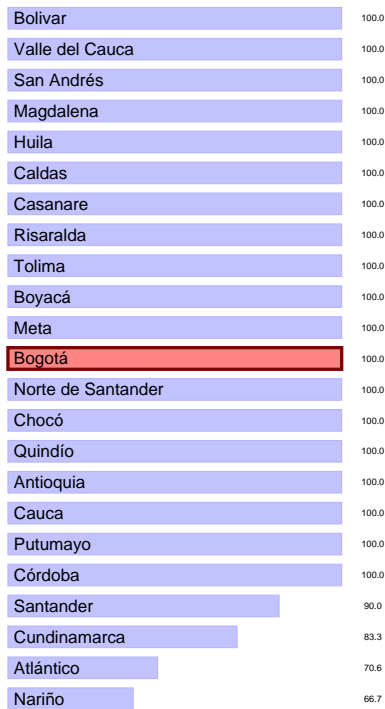 Bolivar 100.0
Valle del Cauca 100.0
San Andrés 100.0
Magdalena 100.0
Huila 100.0
Caldas 100.0
Casanare 100.0
Risaralda 100.0
Tolima 100.0
Boyacá 100.0
Meta 100.0
Bogotá 100.0
Norte de Santander 100.0
Chocó 100.0
Quindío 100.0
Antioquia 100.0
Cauca 100.0
Putumayo 100.0
Córdoba 100.0
Santander 90.0
Cundinamarca 83.3
Atlántico 70.6
Nariño 66.7